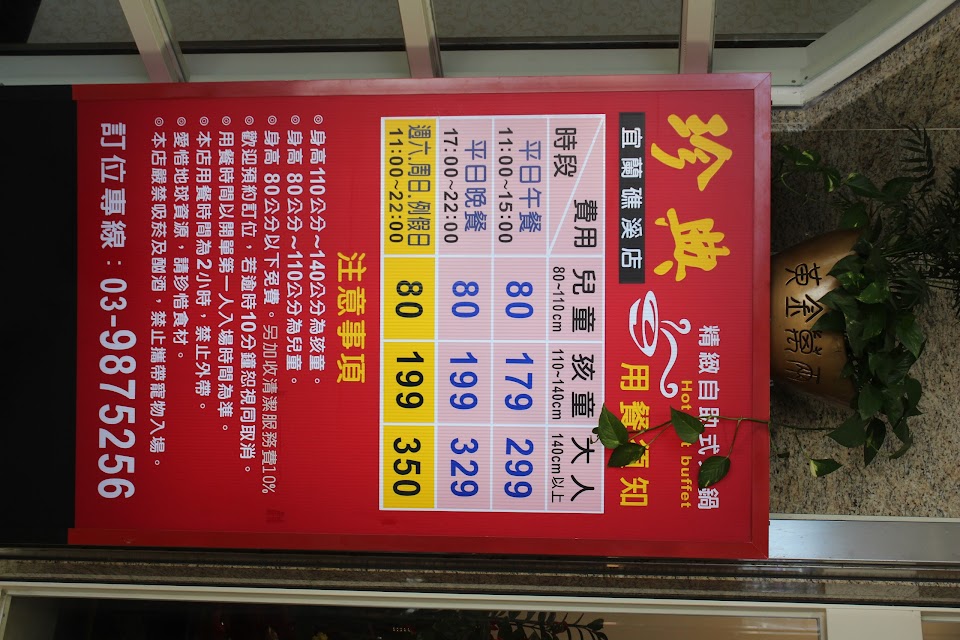 珍典
宜蘭礁溪店
精緻自助式 鍋
Hot buffet
用餐須知
時段 費用 兒童 80~110cm 孩童 110~140cm 大人 140cm以上
平日午餐 11:00~15:00 80 179 299
平日晚餐 17:00~22:00 80 199 329
週六.周日.例假日 11:00~22:00 80 199 350
注意事項
◎身高110公分~140公分為孩童。
◎身高 80公分~110公分為兒童。
◎身高 80公分以下免費。另加收清潔服務費10%
◎歡迎預約訂位，若逾時10分鐘恕視同取消。
◎用餐時間以開單第一人入場時間為準。
◎本店用餐時間為2小時，禁止外帶。
◎愛惜地球資源，請珍惜食材。
◎本店嚴禁吸菸及酗酒，禁止攜帶寵物入場。
訂位專線：03-9875256
黃金萬兩